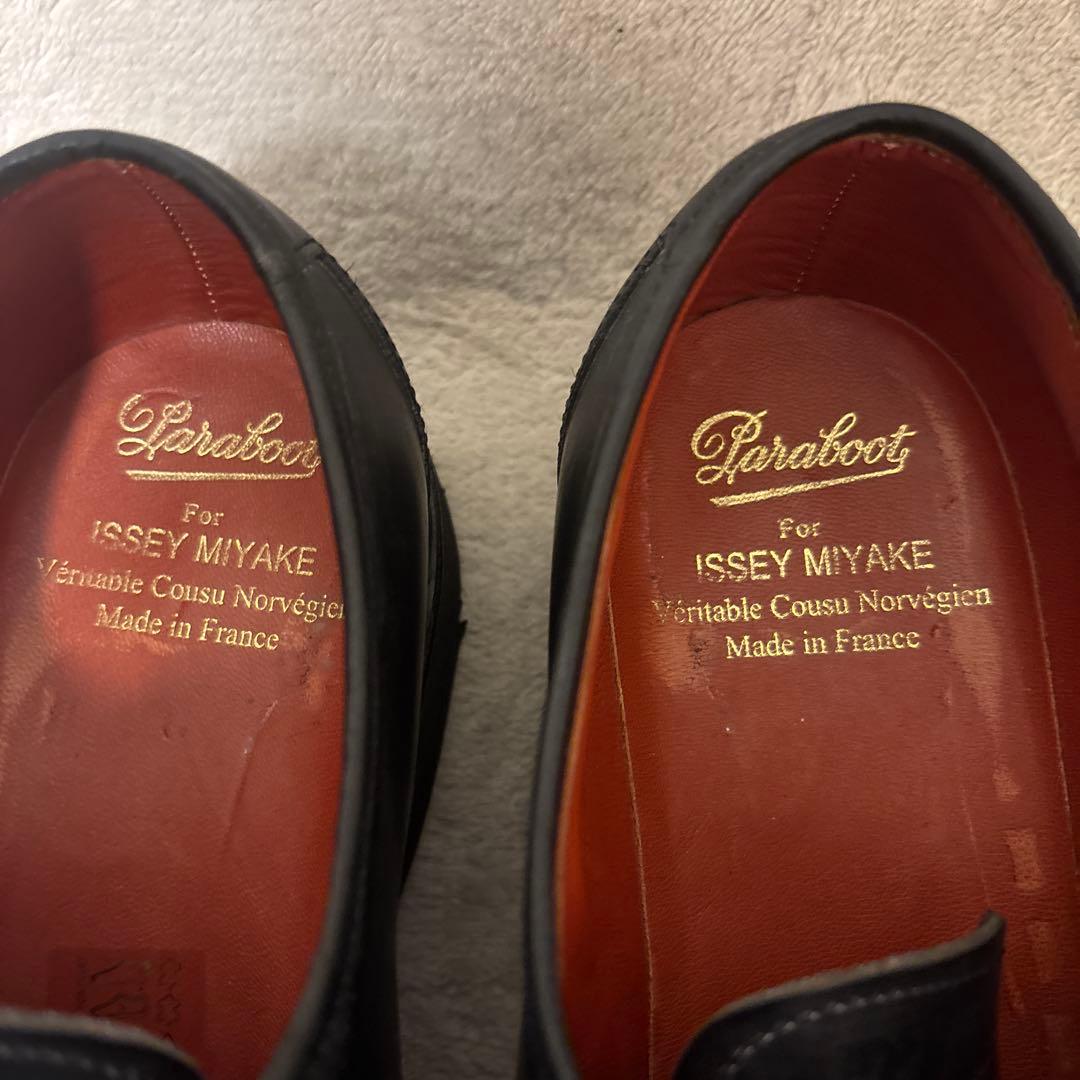 Paraboot
For
ISSEY MIYAKE
Véritable Cousu Norvégien
Made in France
Paraboot
For
ISSEY MIYAKE
Véritable Cousu Norvégien
Made in France